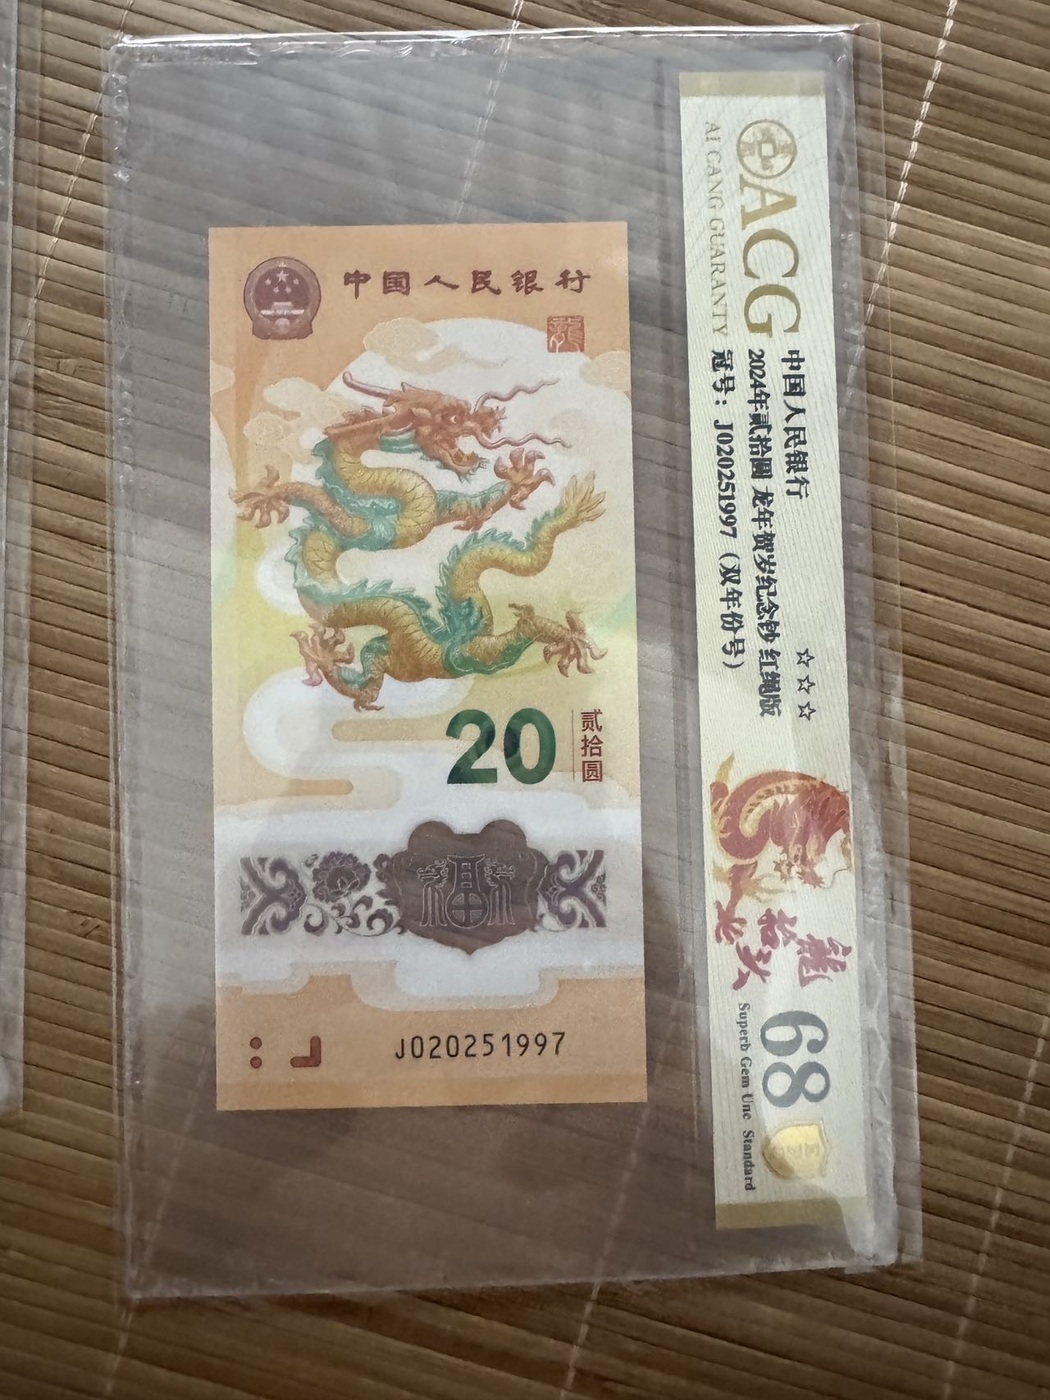 中国人民银行
20
贰拾圆
福
J020251997
ACG
AI CANG GUARANTY
中国人民银行
2024年贰拾圆 龙年贺岁纪念钞 红绳版
冠号：J020251997（双年份号）
☆☆☆
龍抬头
68
Superb Gem Unc Standard